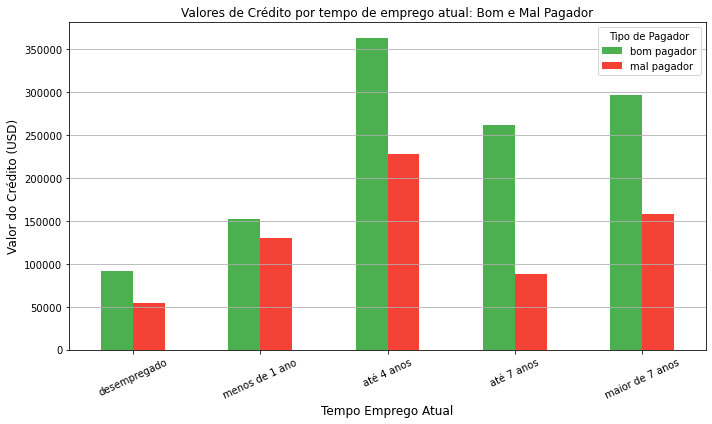 Valores de Crédito por tempo de emprego atual: Bom e Mal Pagador
Tipo de Pagador
bom pagador
mal pagador
Valor do Crédito (USD)
350000
300000
250000
200000
150000
100000
50000
0
desempregado
menos de 1 ano
até 4 anos
até 7 anos
maior de 7 anos
Tempo Emprego Atual